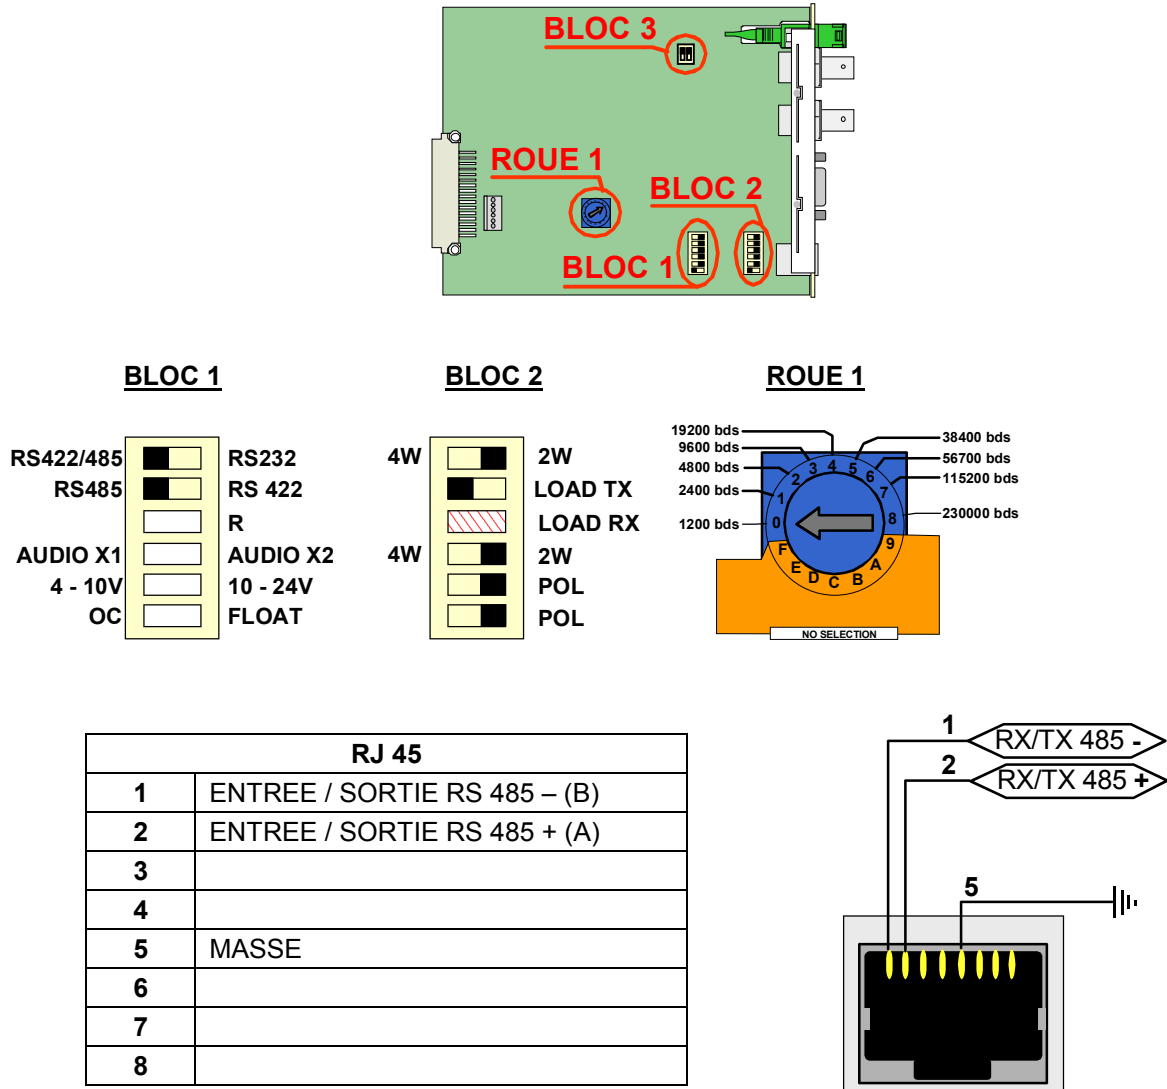 BLOC 3
ROUE 1
BLOC 2
BLOC 1
BLOC 1
RS422/485 RS232
RS485 RS 422
R
AUDIO X1 AUDIO X2
4 - 10V 10 - 24V
OC FLOAT
BLOC 2
4W 2W
LOAD TX
LOAD RX
4W 2W
POL
POL
ROUE 1
19200 bds
9600 bds
4800 bds
2400 bds
1200 bds
38400 bds
56700 bds
115200 bds
230000 bds
0 1 2 3 4 5 6 7 8 9 A B C D E F
NO SELECTION
RJ 45
1 ENTREE / SORTIE RS 485 – (B)
2 ENTREE / SORTIE RS 485 + (A)
3
4
5 MASSE
6
7
8
1 RX/TX 485 -
2 RX/TX 485 +
5